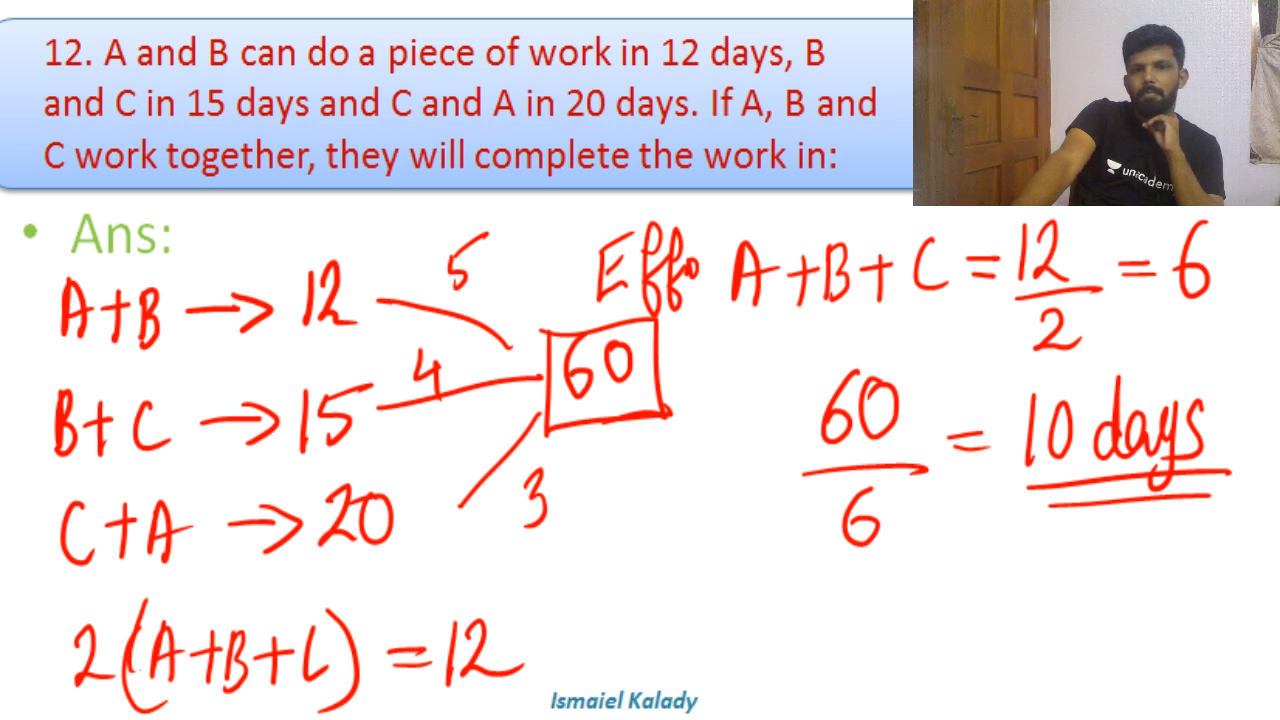 12. A and B can do a piece of work in 12 days, B
and C in 15 days and C and A in 20 days. If A, B and
C work together, they will complete the work in:
unacadem
• Ans:
A+B → 12
5
B+C → 15
4
60
C+A → 20
3
2(A+B+C) = 12
Eff A+B+C = 12/2 = 6
60/6 = 10 days
Ismaiel Kalady